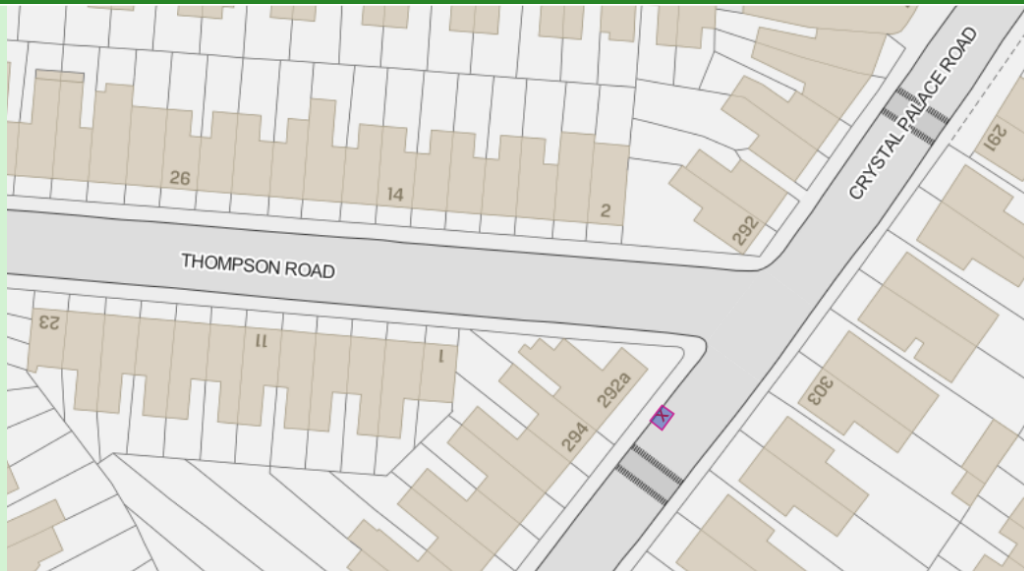 CRYSTAL PALACE ROAD
291
26
14
2
292
THOMPSON ROAD
23
11
1
292a
303
X
294